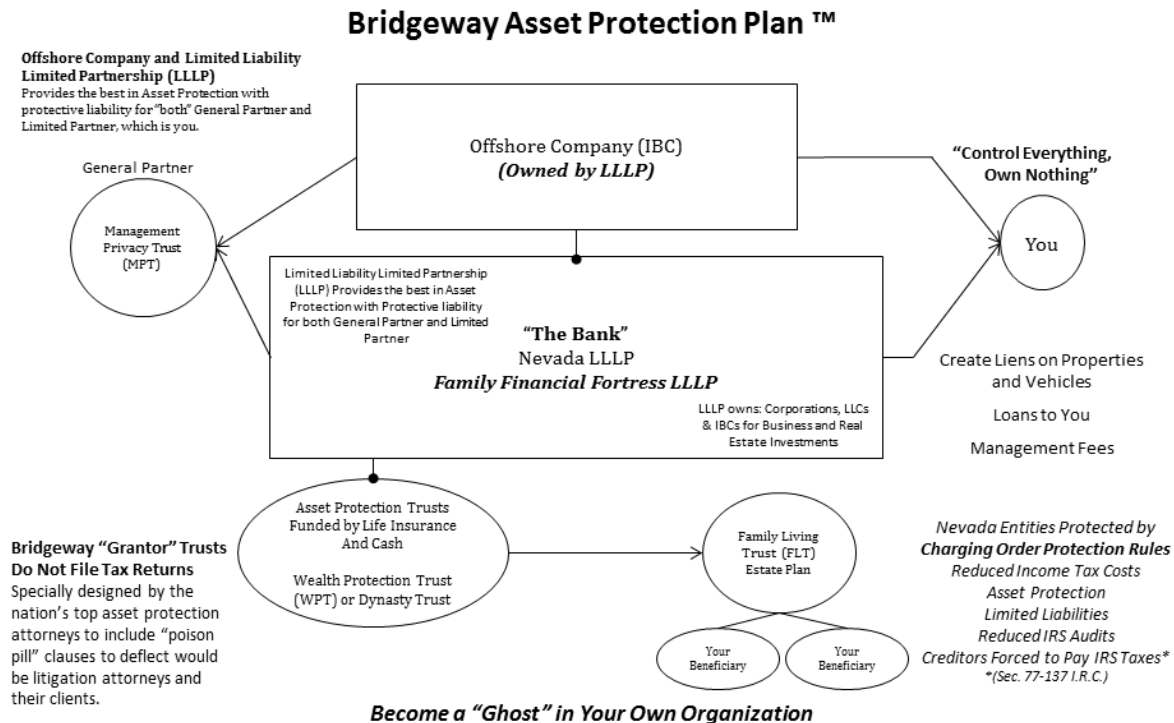 Bridgeway Asset Protection Plan ™
Offshore Company and Limited Liability
Limited Partnership (LLLP)
Provides the best in Asset Protection with
protective liability for "both" General Partner and
Limited Partner, which is you.
General Partner
Management
Privacy Trust
(MPT)
Offshore Company (IBC)
(Owned by LLLP)
"Control Everything,
Own Nothing"
You
Limited Liability Limited Partnership
(LLLP) Provides the best in Asset
Protection with Protective liability
for both General Partner and Limited
Partner
"The Bank"
Nevada LLLP
Family Financial Fortress LLLP
LLLP owns: Corporations, LLCs
& IBCs for Business and Real
Estate Investments
Create Liens on Properties
and Vehicles
Loans to You
Management Fees
Bridgeway "Grantor" Trusts
Do Not File Tax Returns
Specially designed by the
nation's top asset protection
attorneys to include "poison
pill" clauses to deflect would
be litigation attorneys and
their clients.
Asset Protection Trusts
Funded by Life Insurance
And Cash
Wealth Protection Trust
(WPT) or Dynasty Trust
Family Living
Trust (FLT)
Estate Plan
Your
Beneficiary
Your
Beneficiary
Nevada Entities Protected by
Charging Order Protection Rules
Reduced Income Tax Costs
Asset Protection
Limited Liabilities
Reduced IRS Audits
Creditors Forced to Pay IRS Taxes*
*(Sec. 77-137 I.R.C.)
Become a "Ghost" in Your Own Organization